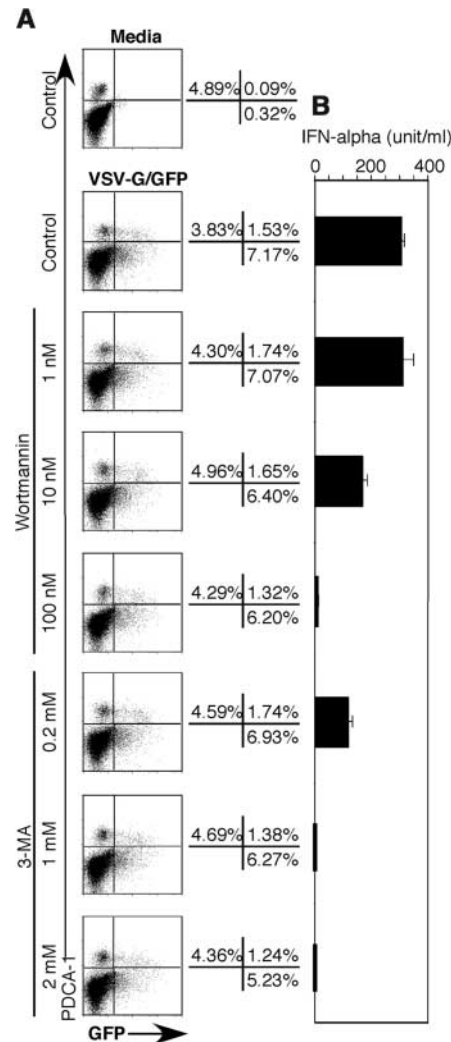 A
Media
Control
4.89% 0.09%
0.32%
B
IFN-alpha (unit/ml)
0 200 400
VSV-G/GFP
Control
3.83% 1.53%
7.17%
Wortmannin
1 nM
4.30% 1.74%
7.07%
10 nM
4.96% 1.65%
6.40%
100 nM
4.29% 1.32%
6.20%
3-MA
0.2 mM
4.59% 1.74%
6.93%
1 mM
4.69% 1.38%
6.27%
2 mM
4.36% 1.24%
5.23%
PDCA-1
GFP